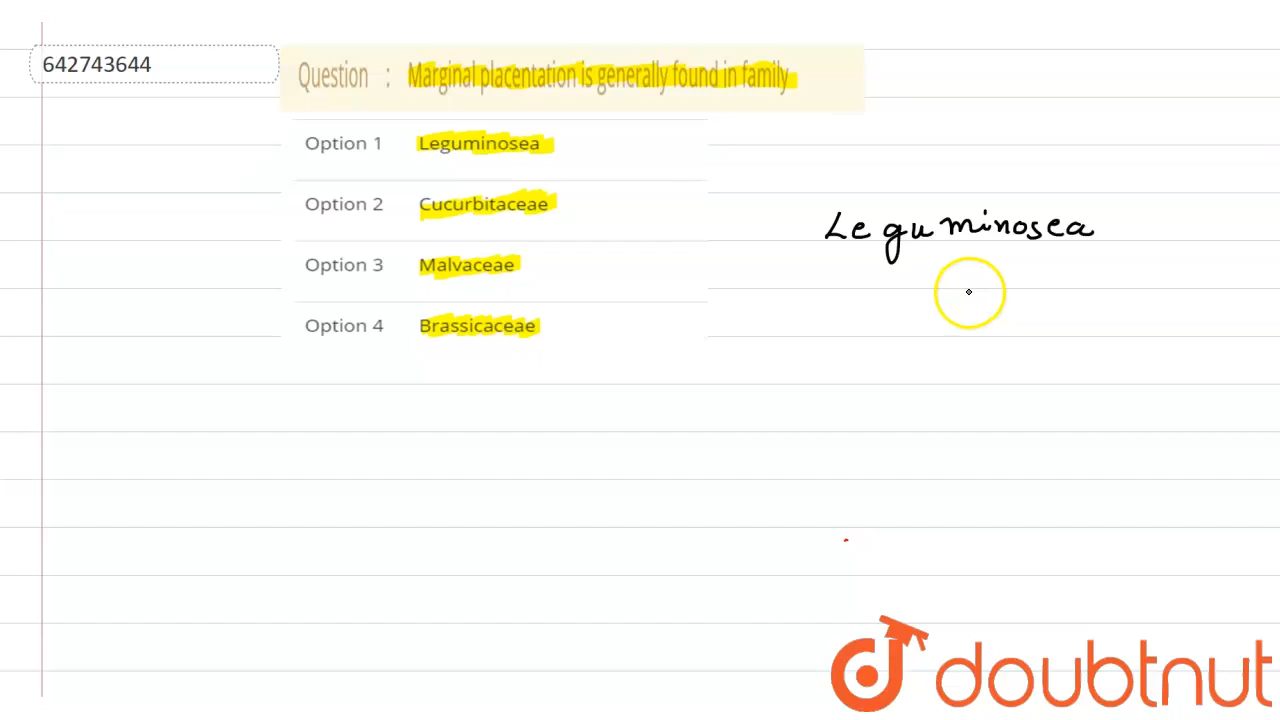 642743644
Question : Marginal placentation is generally found in family
Option 1 Leguminosea
Option 2 Cucurbitaceae
Option 3 Malvaceae
Option 4 Brassicaceae
Leguminosea
doubtnut